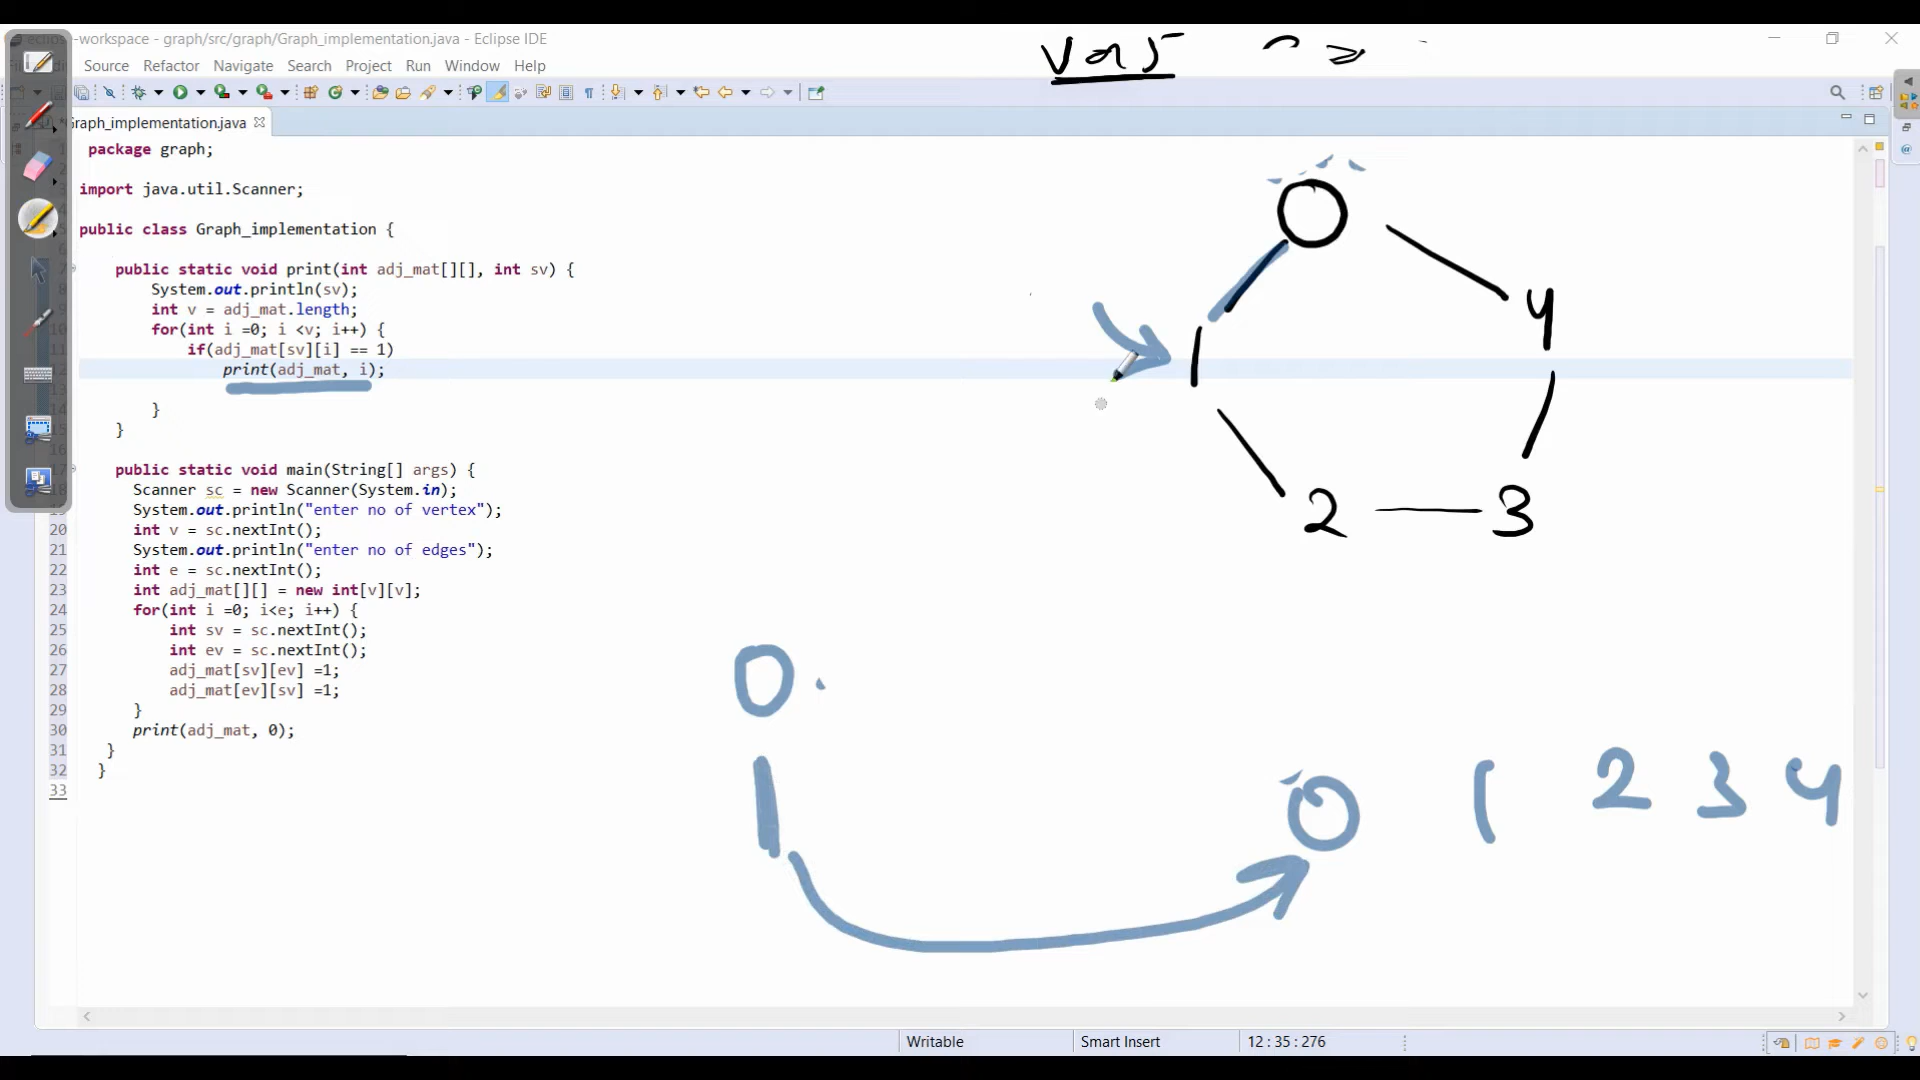 eclipse-workspace - graph/src/graph/Graph_implementation.java - Eclipse IDE
Source Refactor Navigate Search Project Run Window Help
Graph_implementation.java
package graph;
import java.util.Scanner;
public class Graph_implementation {
public static void print(int adj_mat[][], int sv) {
System.out.println(sv);
int v = adj_mat.length;
for(int i =0; i <v; i++) {
if(adj_mat[sv][i] == 1)
print(adj_mat, i);
}
}
public static void main(String[] args) {
Scanner sc = new Scanner(System.in);
System.out.println("enter no of vertex");
20 int v = sc.nextInt();
21 System.out.println("enter no of edges");
22 int e = sc.nextInt();
23 int adj_mat[][] = new int[v][v];
24 for(int i =0; i<e; i++) {
25 int sv = sc.nextInt();
26 int ev = sc.nextInt();
27 adj_mat[sv][ev] =1;
28 adj_mat[ev][sv] =1;
29 }
30 print(adj_mat, 0);
31 }
32 }
33
0
1
4
2
3
0
1
0 1 2 3 4
Writable Smart Insert 12 : 35 : 276